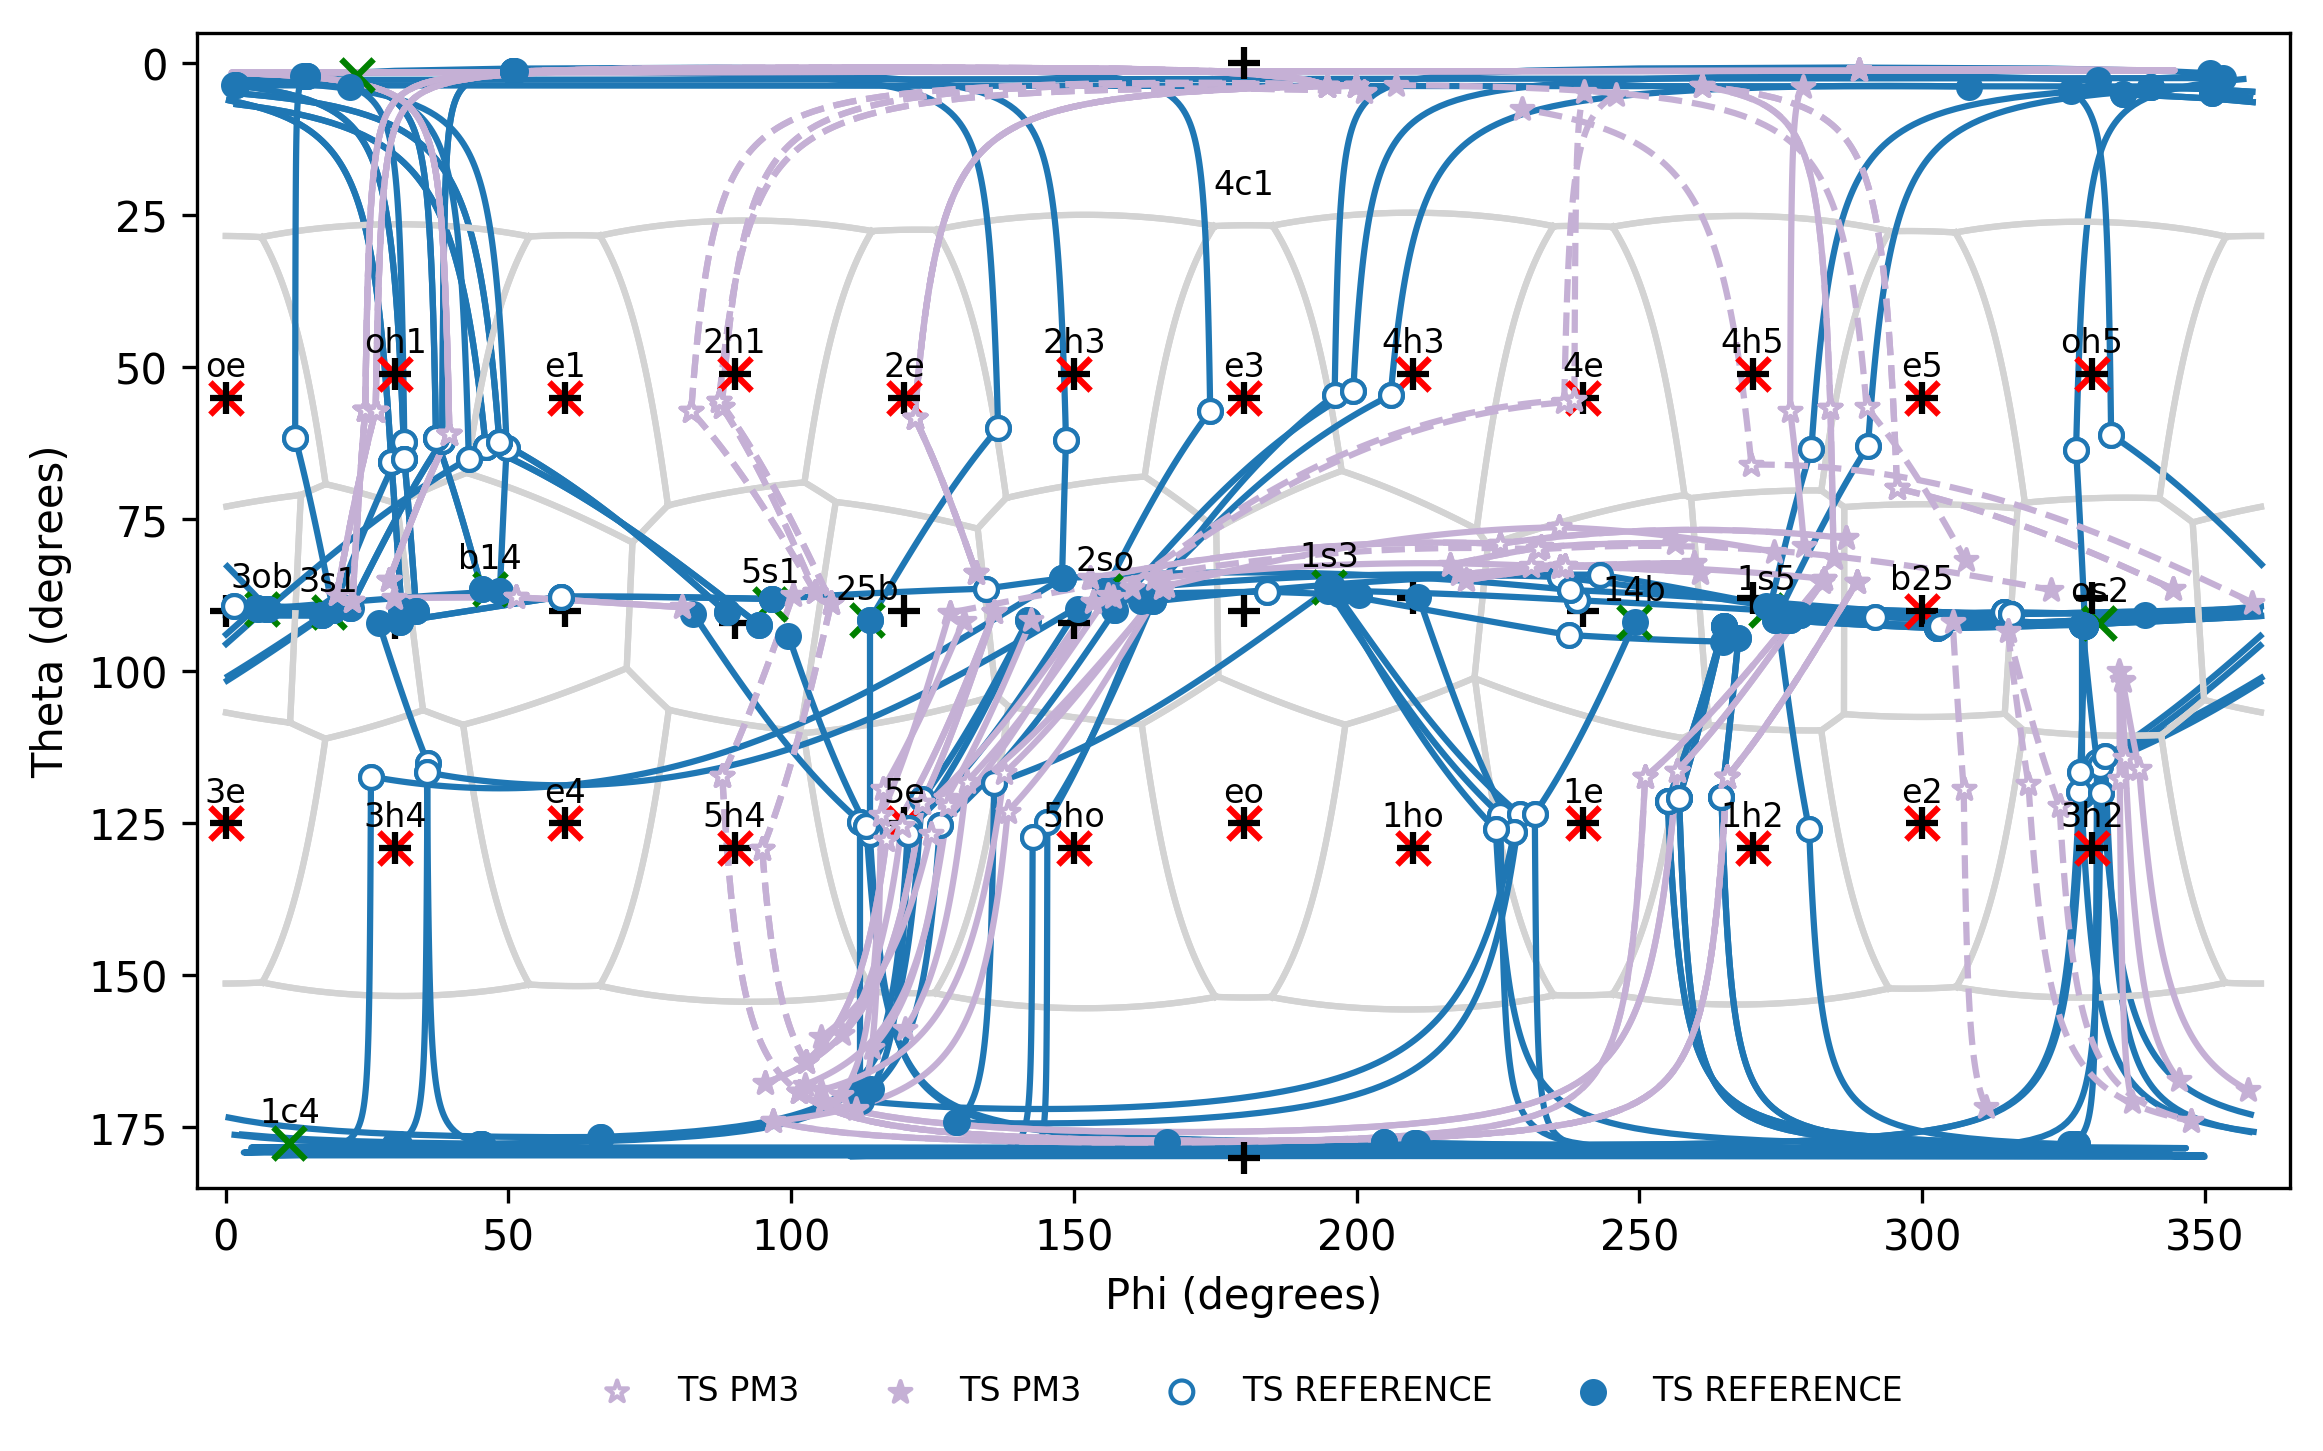 0
25
50
75
100
125
150
175
Theta (degrees)
4c1
oe oh1 e1 2h1 2e 2h3 e3 4h3 4e 4h5 e5 oh5
3ob 3s1 b14 5s1 25b 2so 1s3 14b 1s5 b25 os2
3e 3h4 e4 5h4 5e 5ho eo 1ho 1e 1h2 e2 3h2
1c4
0 50 100 150 200 250 300 350
Phi (degrees)
TS PM3 TS PM3 TS REFERENCE TS REFERENCE